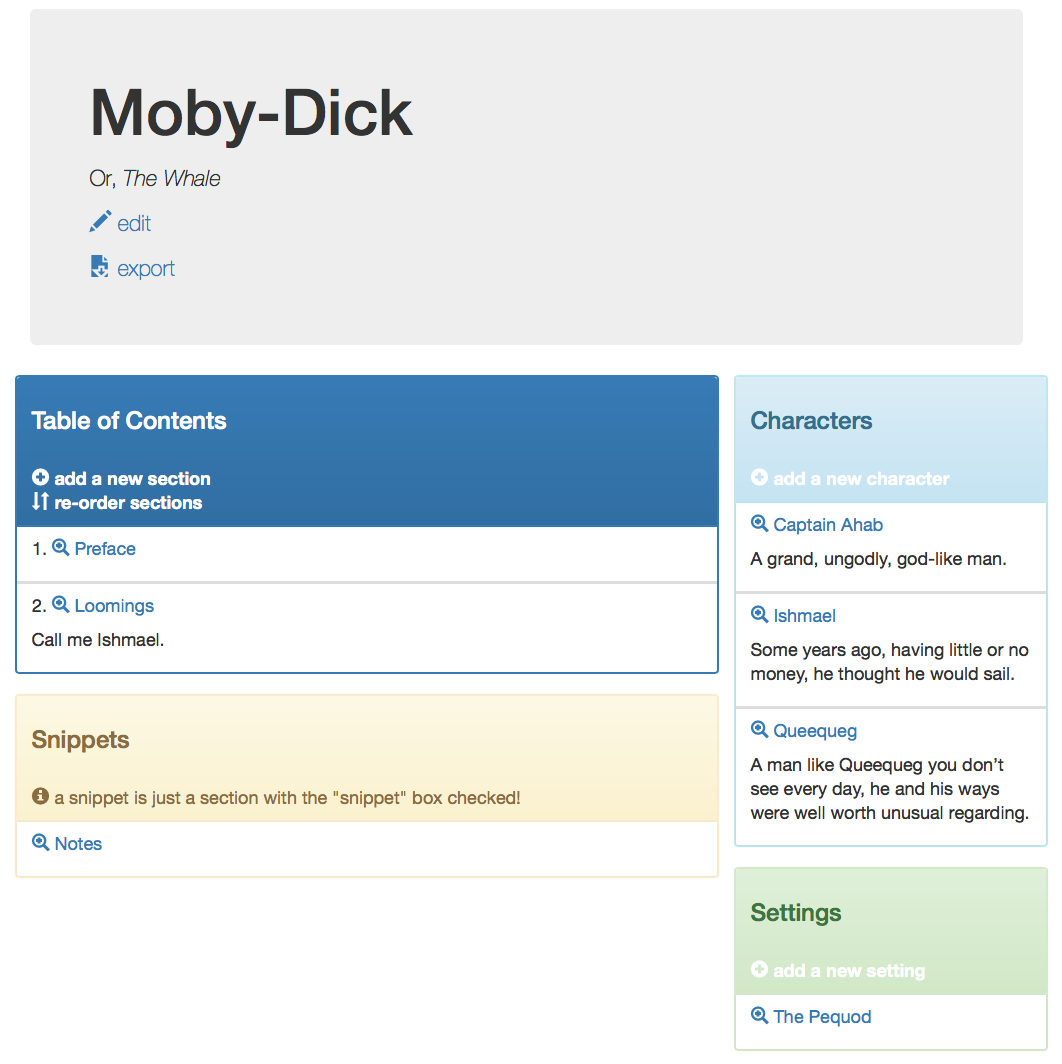 Moby-Dick
Or, The Whale
edit
export
Table of Contents
add a new section
re-order sections
1. Preface
2. Loomings
Call me Ishmael.
Snippets
a snippet is just a section with the "snippet" box checked!
Notes
Characters
add a new character
Captain Ahab
A grand, ungodly, god-like man.
Ishmael
Some years ago, having little or no
money, he thought he would sail.
Queequeg
A man like Queequeg you don’t
see every day, he and his ways
were well worth unusual regarding.
Settings
add a new setting
The Pequod